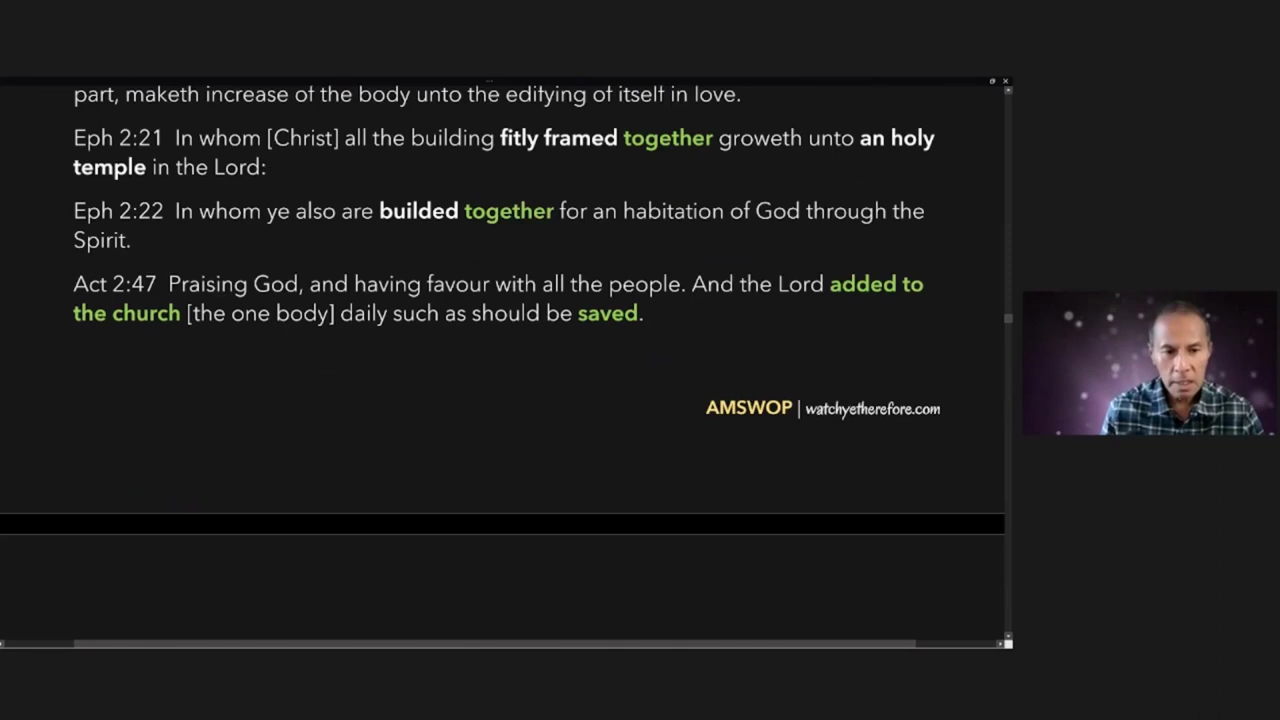 part, maketh increase of the body unto the edifying of itself in love.
Eph 2:21  In whom [Christ] all the building fitly framed together groweth unto an holy
temple in the Lord:
Eph 2:22  In whom ye also are builded together for an habitation of God through the
Spirit.
Act 2:47  Praising God, and having favour with all the people. And the Lord added to
the church [the one body] daily such as should be saved.
AMSWOP | watchyetherefore.com